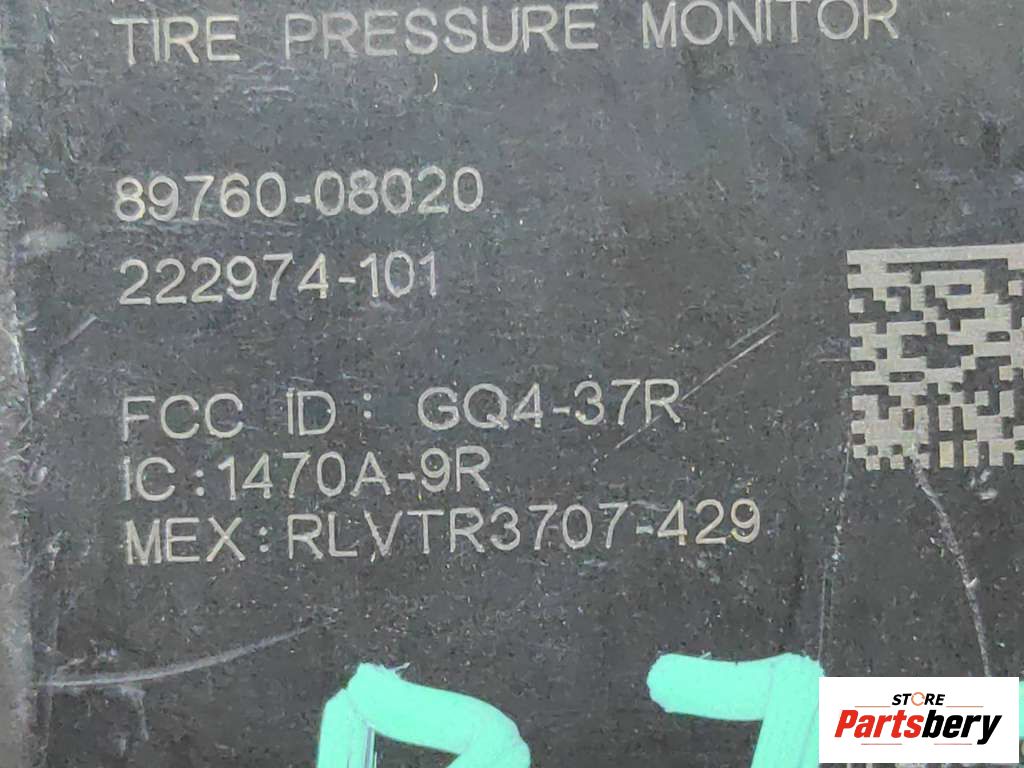 TIRE PRESSURE MONITOR
89760-08020
222974-101
FCC ID: GQ4-37R
IC:1470A-9R
MEX:RLVTR3707-429
STORE
Partsbery